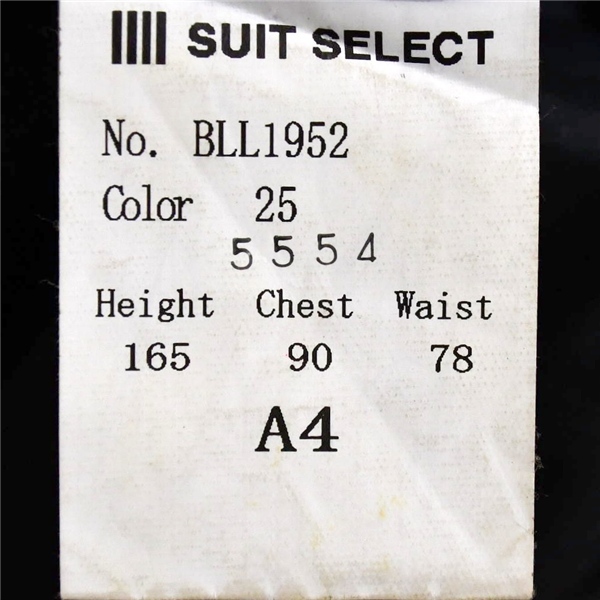 SUIT SELECT
No. BLL1952
Color 25
5554
Height Chest Waist
165 90 78
A4